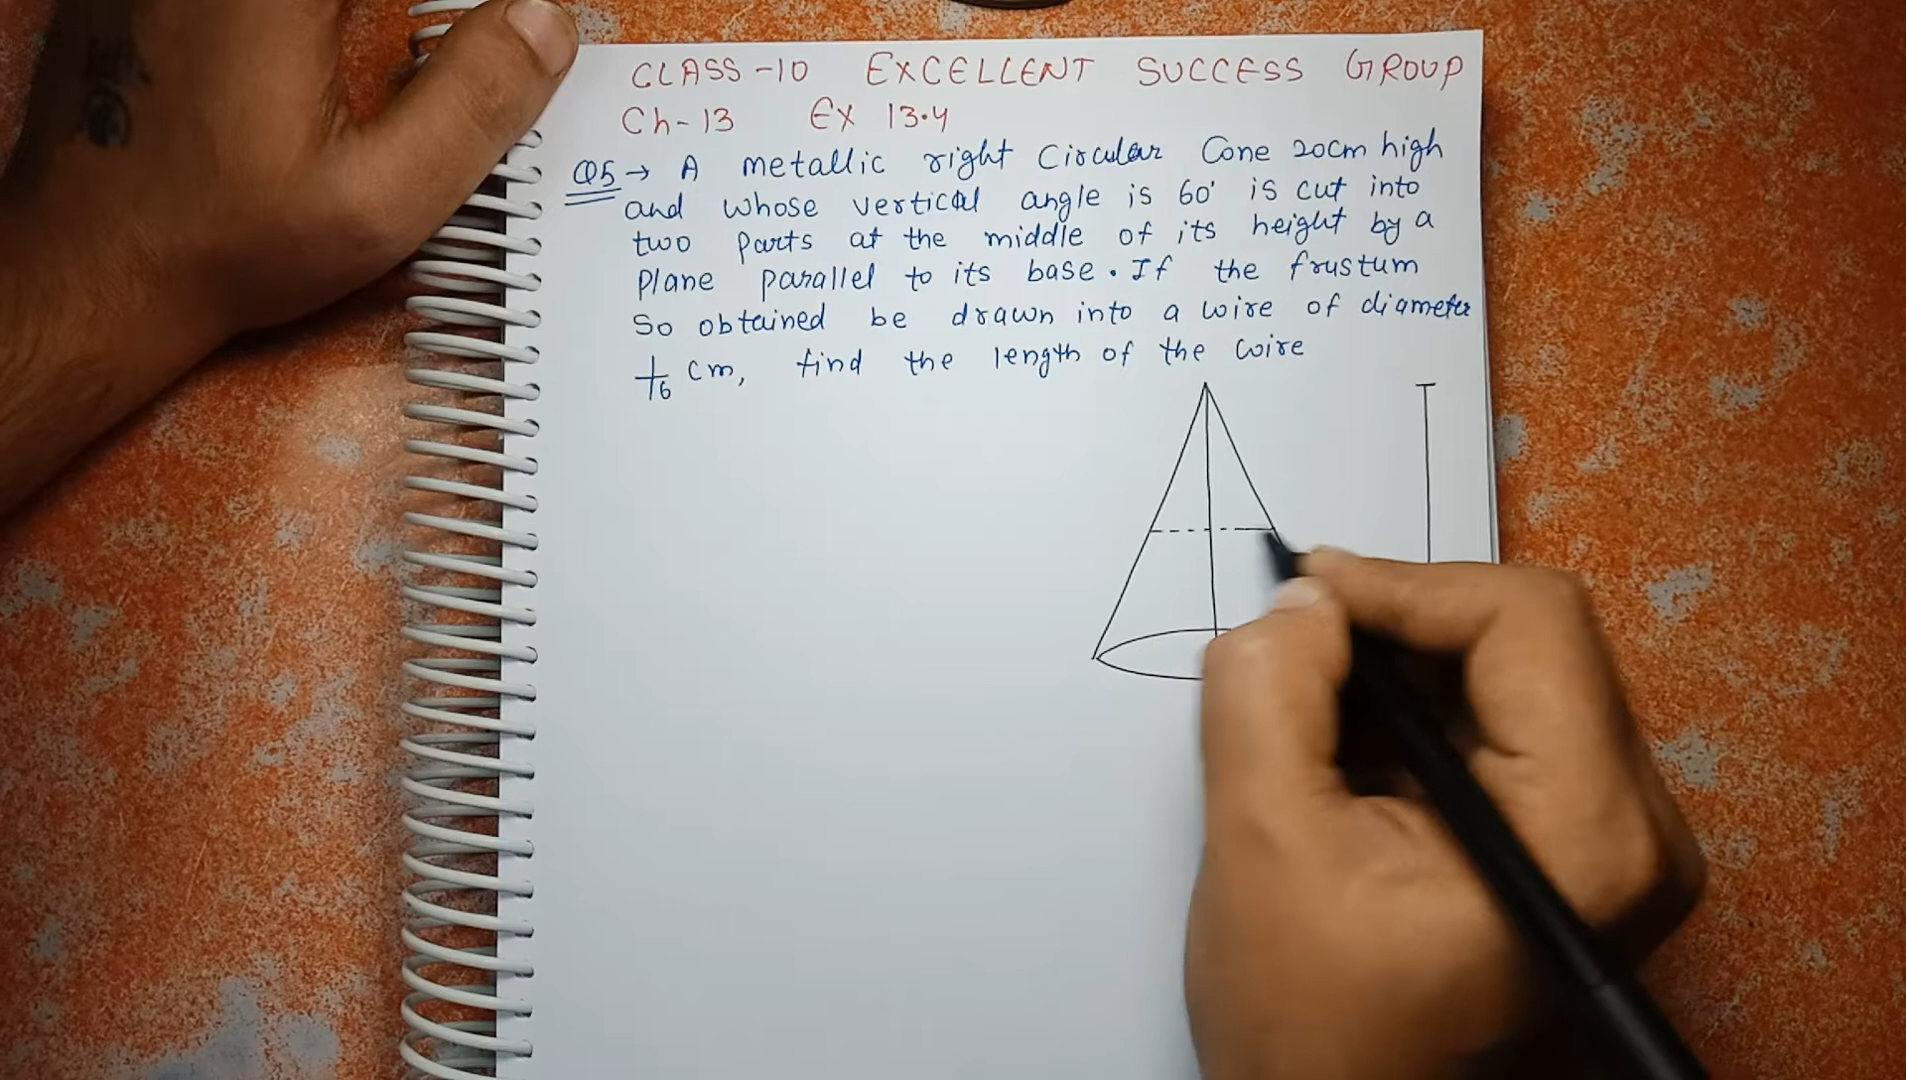 CLASS-10 EXCELLENT SUCCESS GROUP
Ch-13 Ex 13.4
Q5→ A metallic right Circular Cone 20cm high
and whose vertical angle is 60° is cut into
two parts at the middle of its height by a
Plane parallel to its base. If the frustum
So obtained be drawn into a wire of diameter
1/16 cm, find the length of the wire